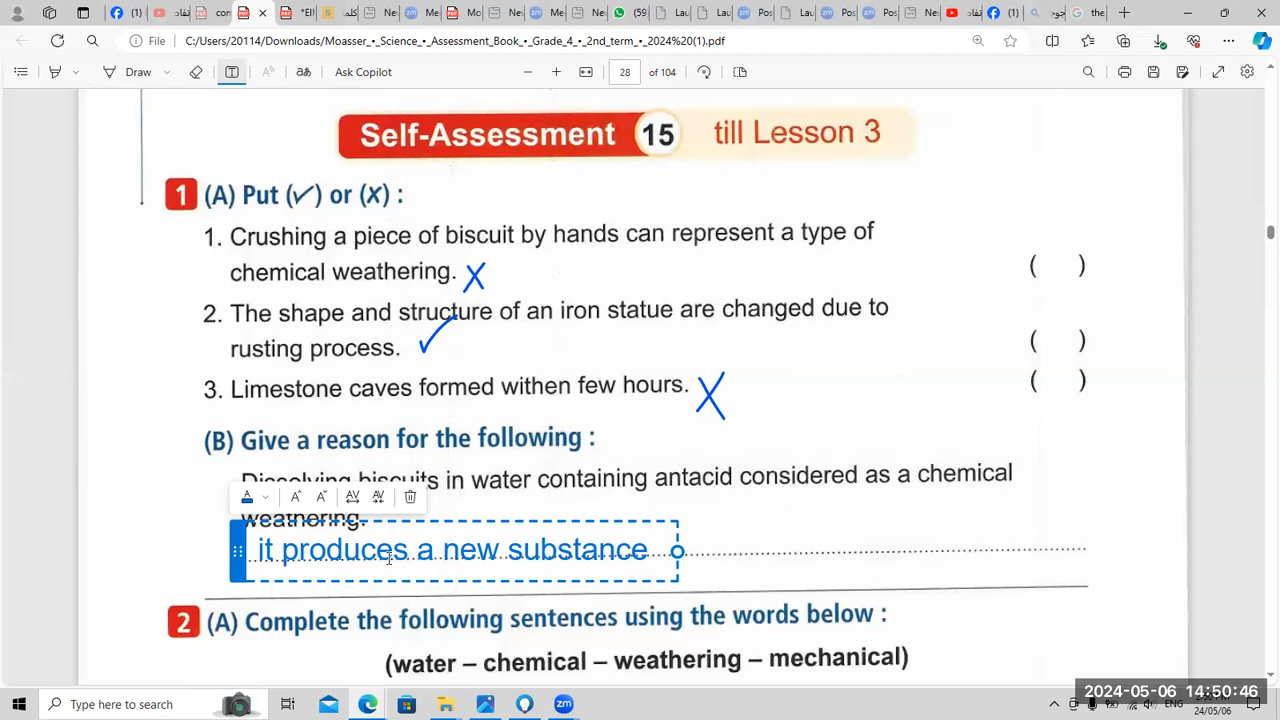 File
C:/Users/20114/Downloads/Moasser_•_Science_•_Assessment_Book_•_Grade_4_•_2nd_term_•_2024%20(1).pdf
Draw
Ask Copilot
28 of 104
Self-Assessment 15 till Lesson 3
1 (A) Put (✓) or (X) :
1. Crushing a piece of biscuit by hands can represent a type of
chemical weathering. X ( )
2. The shape and structure of an iron statue are changed due to
rusting process. ✓ ( )
3. Limestone caves formed withen few hours. X ( )
(B) Give a reason for the following :
Dissolving biscuits in water containing antacid considered as a chemical
weathering.
it produces a new substance
2 (A) Complete the following sentences using the words below :
(water – chemical – weathering – mechanical)
2024-05-06 14:50:46
Type here to search
ENG
24/05/06